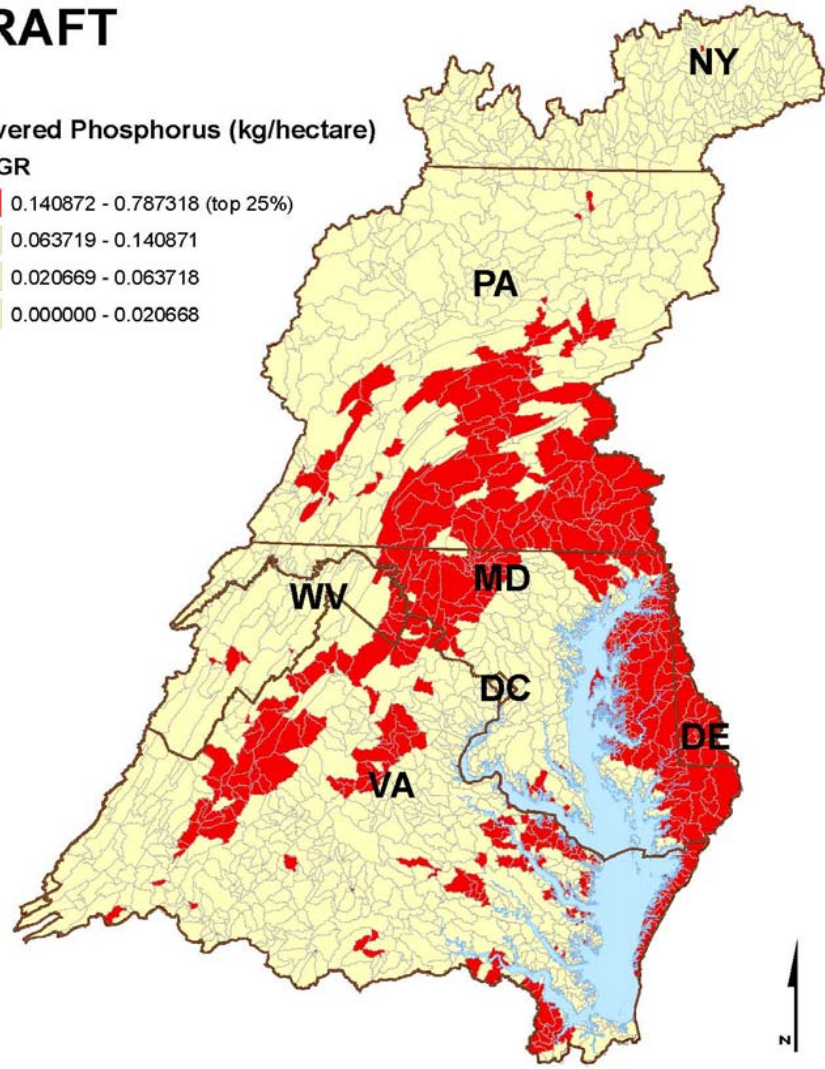 RAFT
vered Phosphorus (kg/hectare)
GR
0.140872 - 0.787318 (top 25%)
0.063719 - 0.140871
0.020669 - 0.063718
0.000000 - 0.020668
NY
PA
MD
WV
DC
DE
VA
N